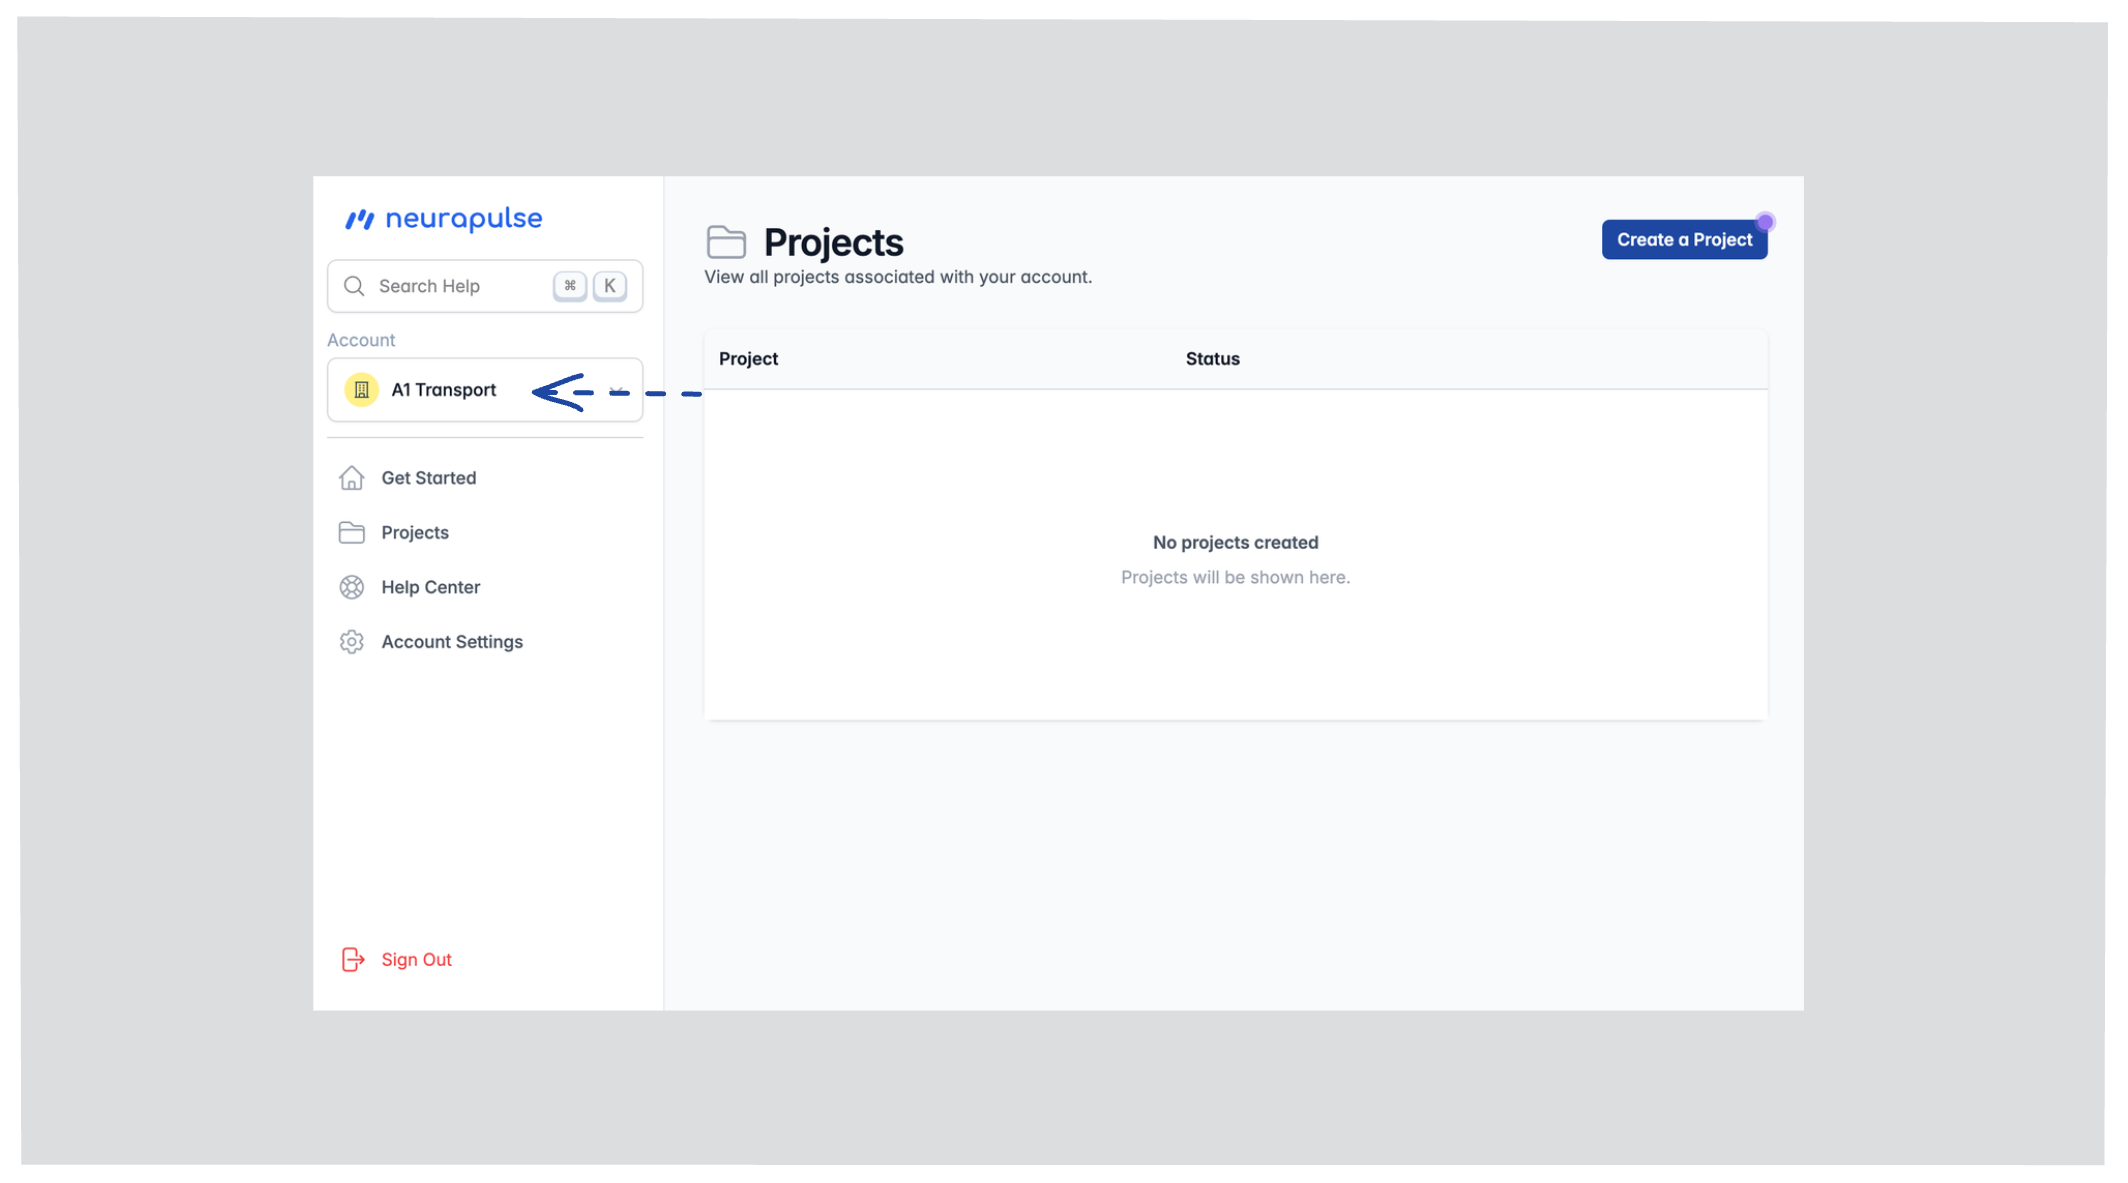 neurapulse
Search Help ⌘ K
Account
A1 Transport
Get Started
Projects
Help Center
Account Settings
Sign Out
Projects
Create a Project
View all projects associated with your account.
Project Status
No projects created
Projects will be shown here.